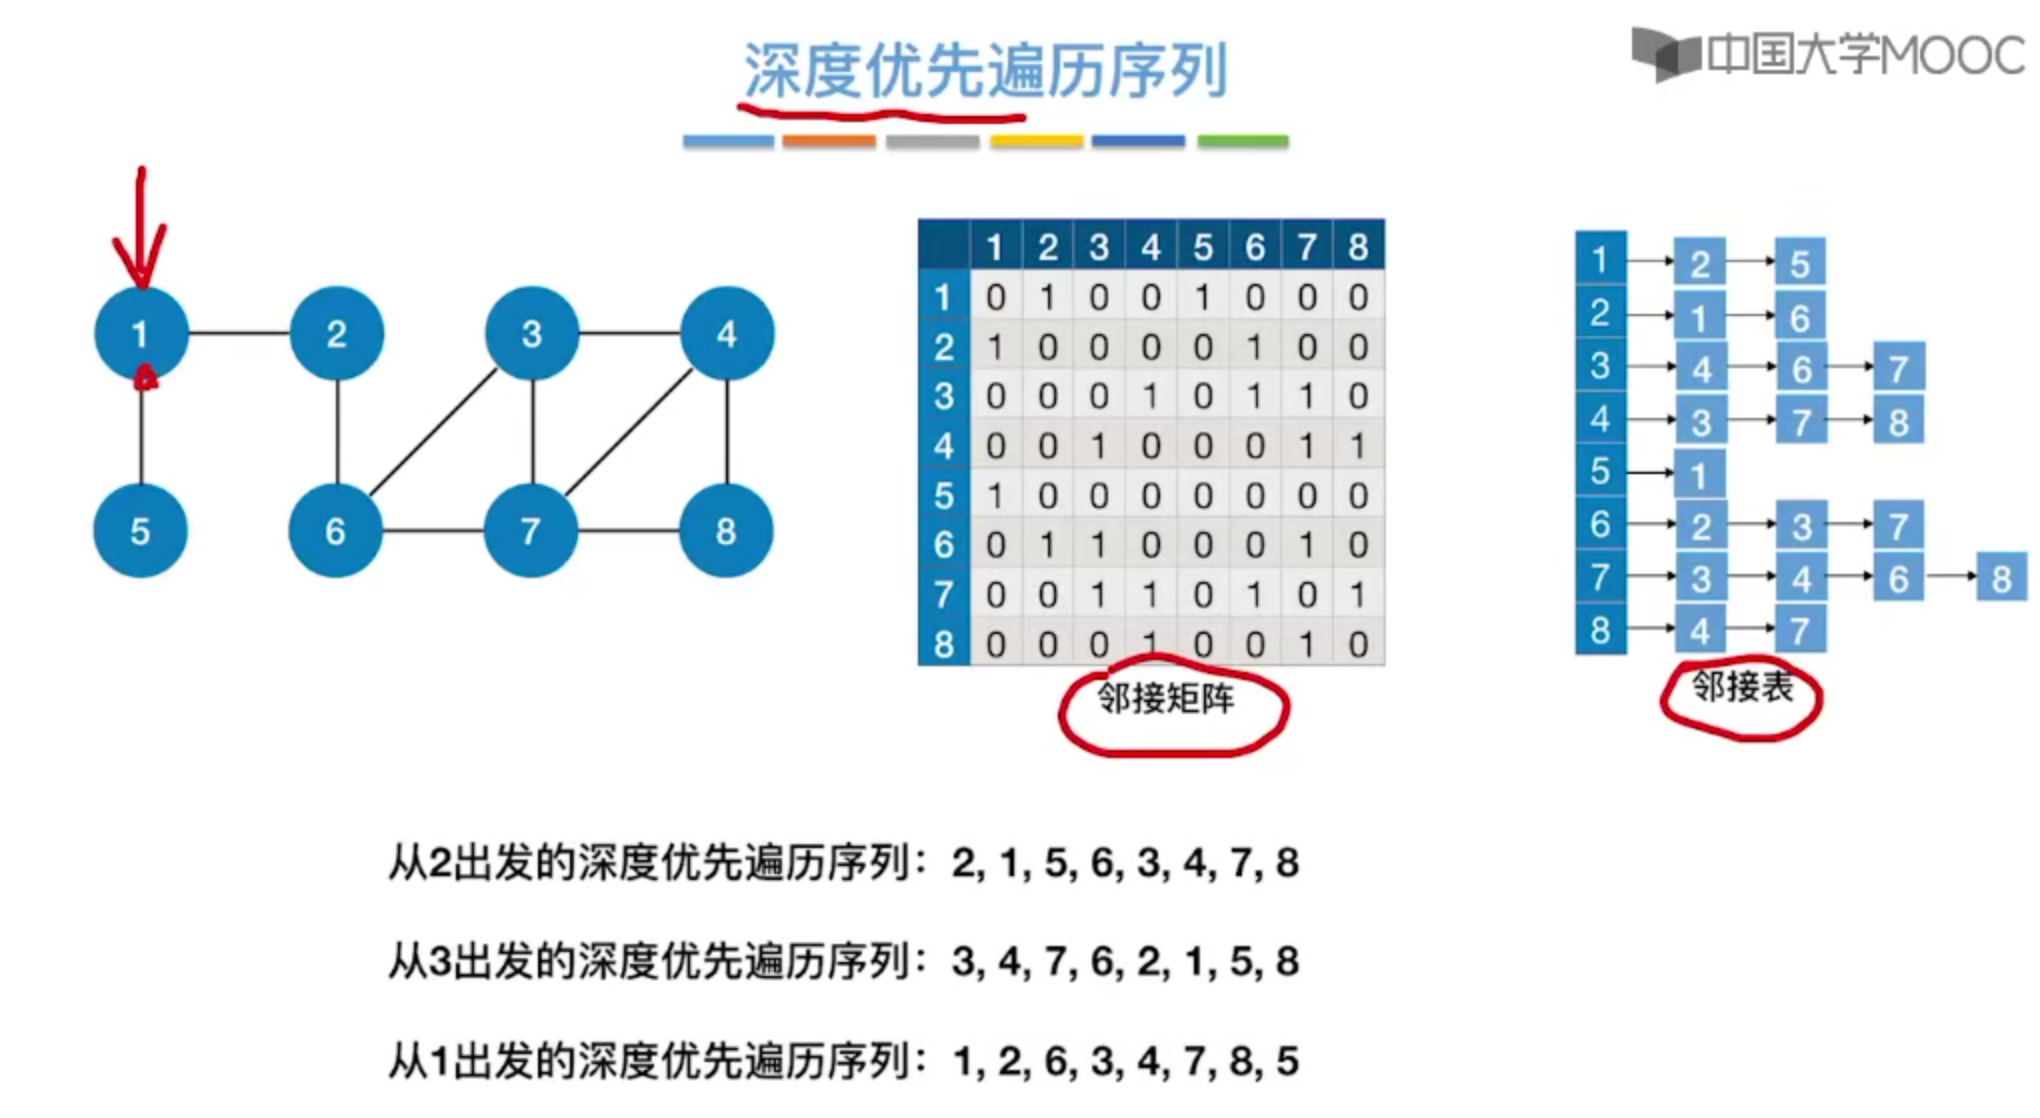 深度优先遍历序列
中国大学MOOC
1 2 3 4
5 6 7 8
1 2 3 4 5 6 7 8
1 0 1 0 0 1 0 0 0
2 1 0 0 0 0 1 0 0
3 0 0 0 1 0 1 1 0
4 0 0 1 0 0 0 1 1
5 1 0 0 0 0 0 0 0
6 0 1 1 0 0 0 1 0
7 0 0 1 1 0 1 0 1
8 0 0 0 1 0 0 1 0
邻接矩阵
1 2 5
2 1 6
3 4 6 7
4 3 7 8
5 1
6 2 3 7
7 3 4 6 8
8 4 7
邻接表
从2出发的深度优先遍历序列：2, 1, 5, 6, 3, 4, 7, 8
从3出发的深度优先遍历序列：3, 4, 7, 6, 2, 1, 5, 8
从1出发的深度优先遍历序列：1, 2, 6, 3, 4, 7, 8, 5